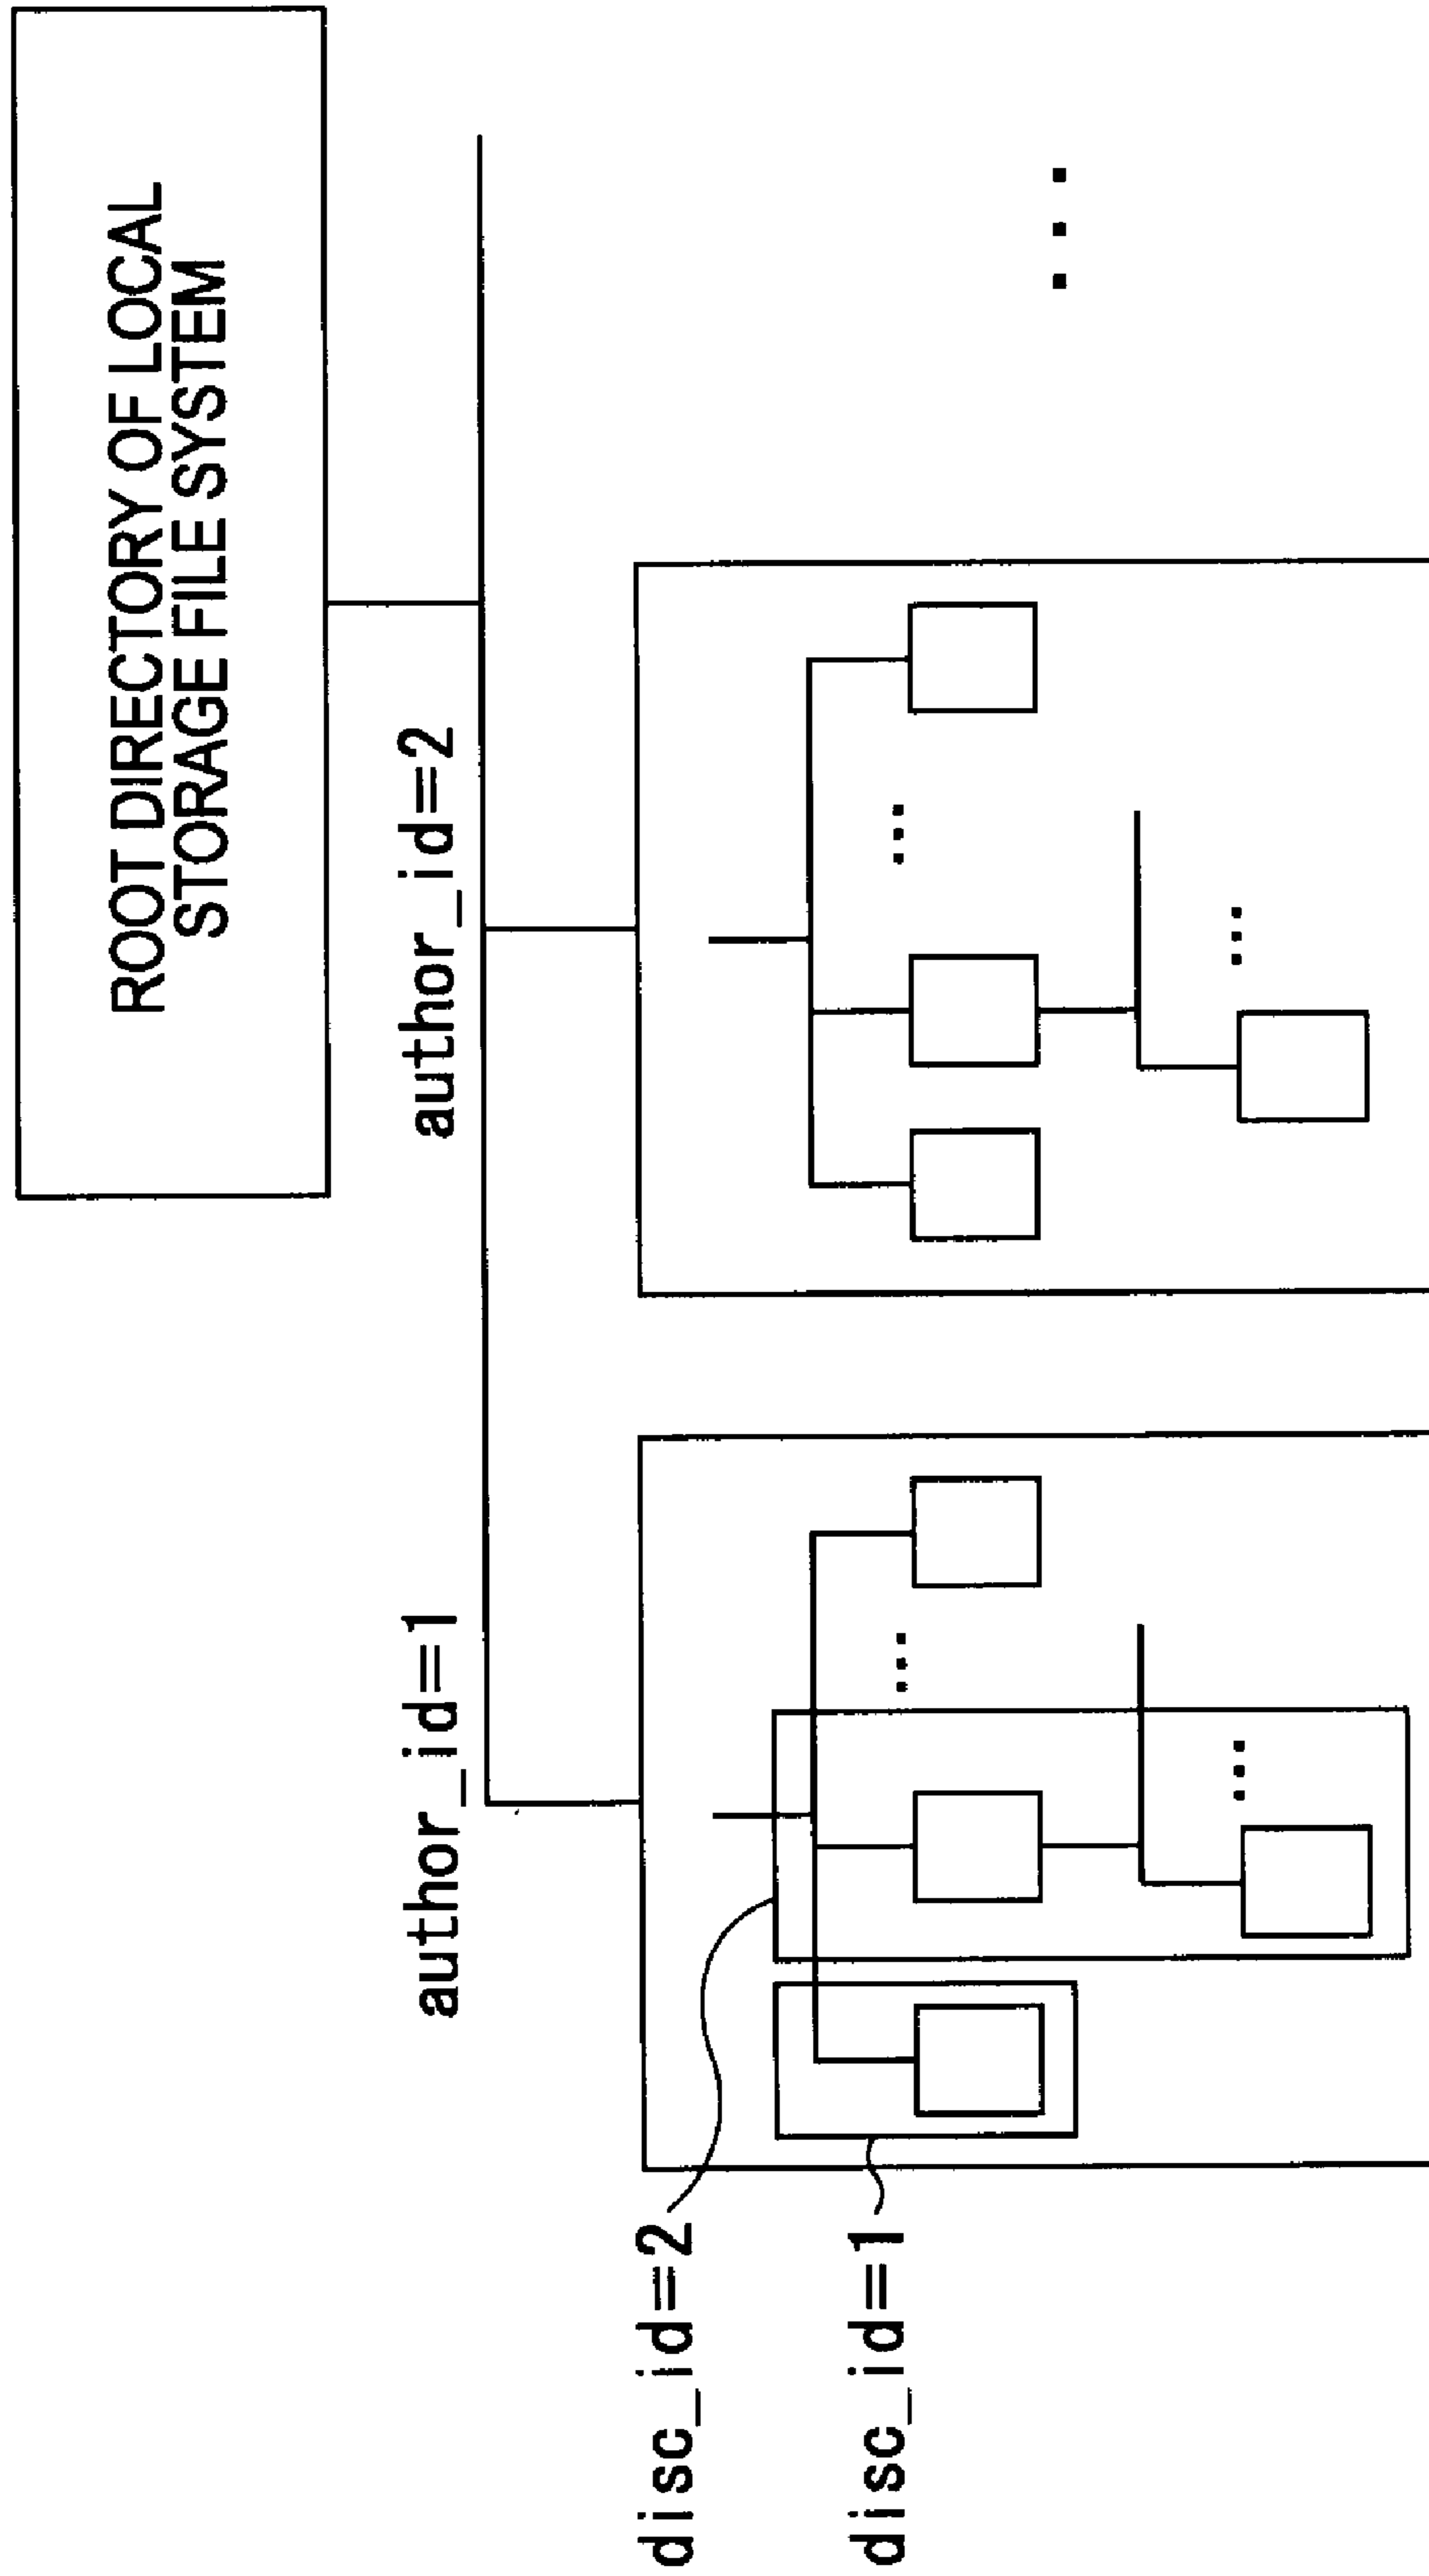 ROOT DIRECTORY OF LOCAL
STORAGE FILE SYSTEM
author_id=1
author_id=2
disc_id=2
disc_id=1